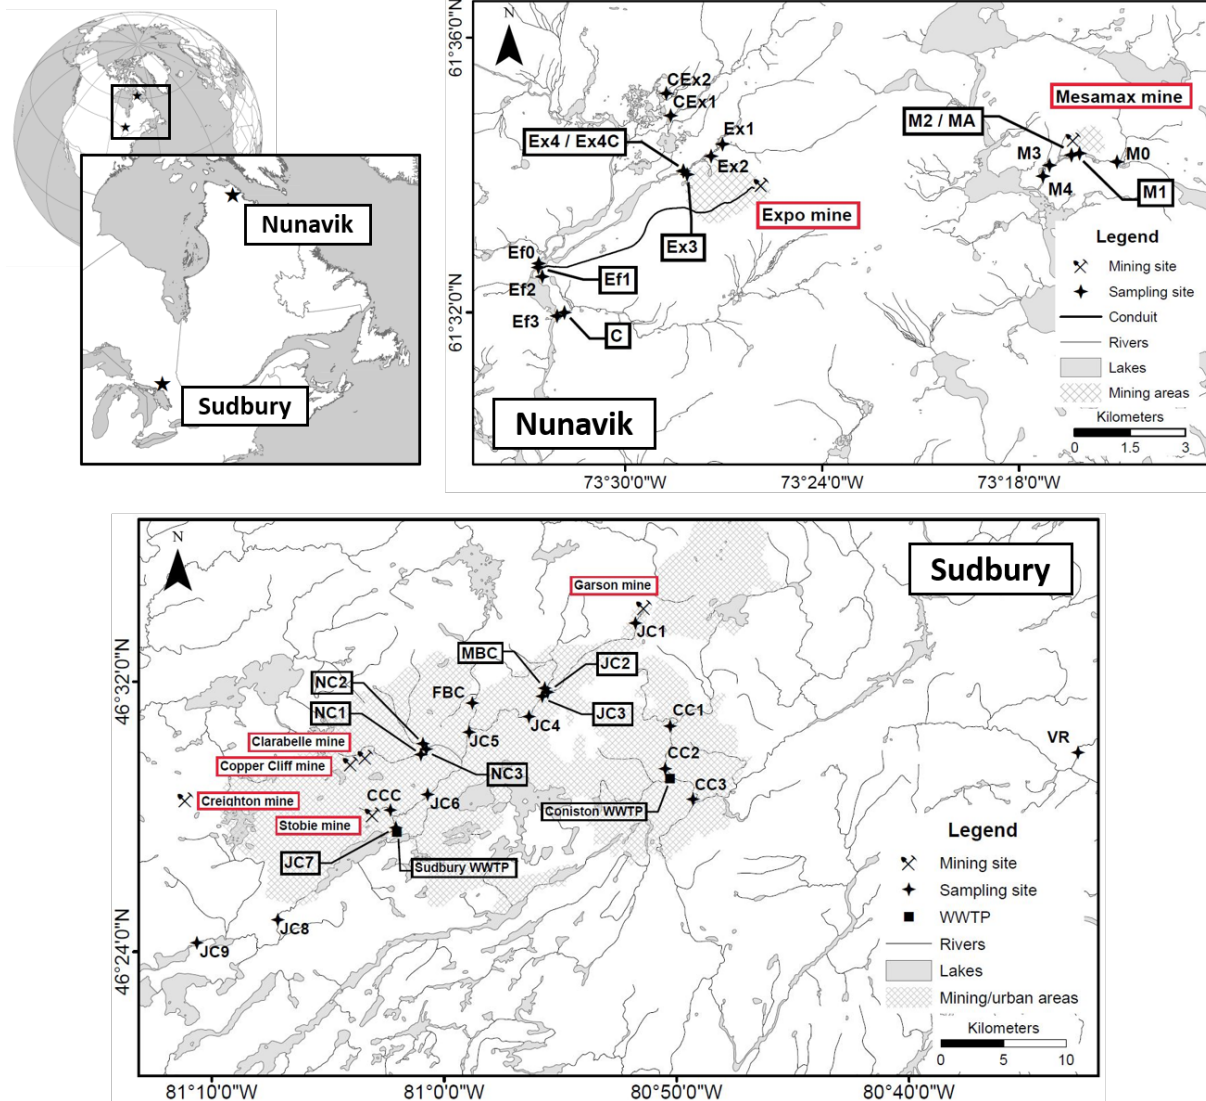 Nunavik
Sudbury
N
61°36'0"N
61°32'0"N
CEx2
CEx1
Ex1
Ex4 / Ex4C
Ex2
Expo mine
Ex3
Ef0
Ef1
Ef2
Ef3
C
Mesamax mine
M2 / MA
M3
M0
M4
M1
Legend
Mining site
Sampling site
Conduit
Rivers
Lakes
Mining areas
Kilometers
0 1.5 3
Nunavik
73°30'0"W 73°24'0"W 73°18'0"W
N
Sudbury
46°32'0"N
46°24'0"N
Garson mine
JC1
MBC
JC2
NC2
FBC
JC3
NC1
JC4
CC1
Clarabelle mine
JC5
VR
Copper Cliff mine
NC3
CC2
Creighton mine
CCC
JC6
CC3
Coniston WWTP
Stobie mine
JC7
Sudbury WWTP
JC8
JC9
Legend
Mining site
Sampling site
WWTP
Rivers
Lakes
Mining/urban areas
Kilometers
0 5 10
81°10'0"W 81°0'0"W 80°50'0"W 80°40'0"W